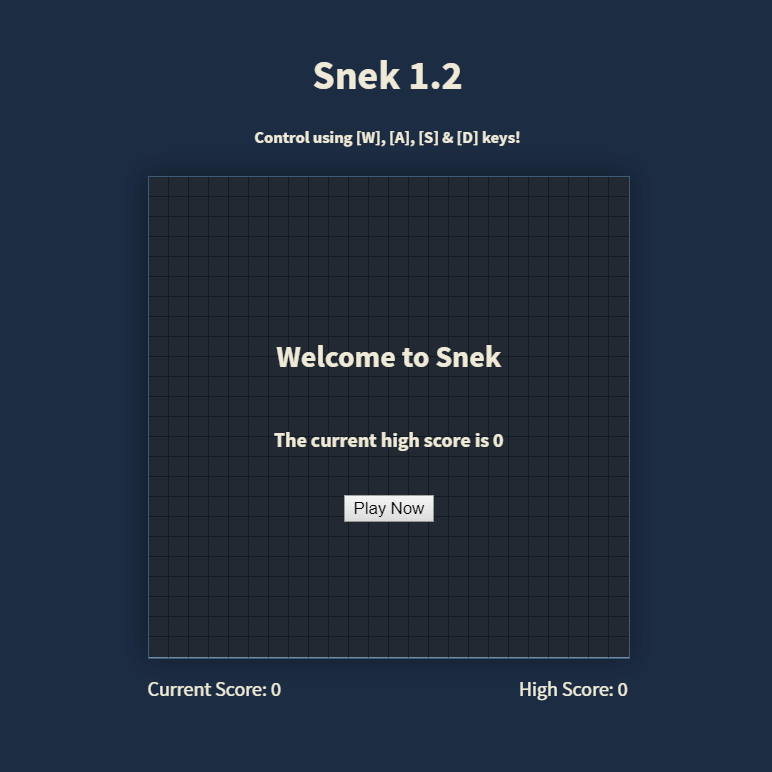 Snek 1.2
Control using [W], [A], [S] & [D] keys!
Welcome to Snek
The current high score is 0
Play Now
Current Score: 0
High Score: 0